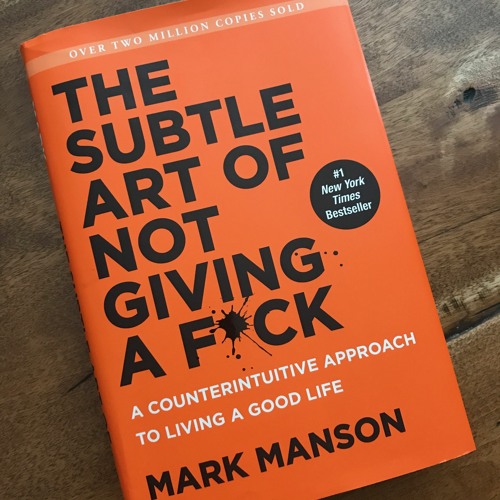 OVER TWO MILLION COPIES SOLD
THE
SUBTLE
ART OF
NOT
GIVING
A F*CK
#1
New York
Times
Bestseller
A COUNTERINTUITIVE APPROACH
TO LIVING A GOOD LIFE
MARK MANSON